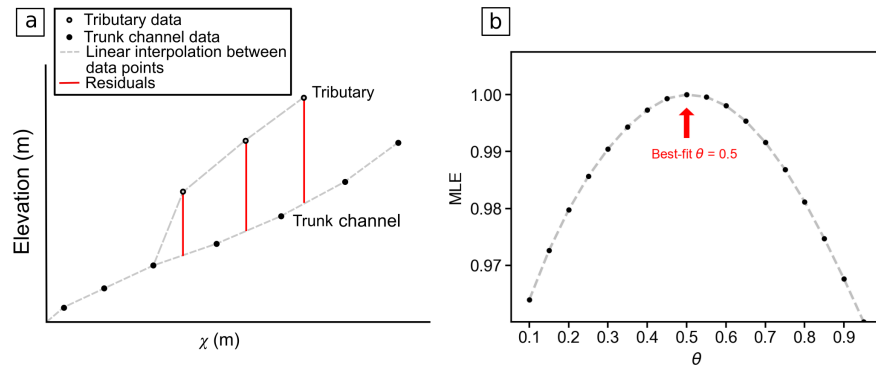 a
Tributary data
Trunk channel data
Linear interpolation between
data points
Residuals
Tributary
Trunk channel
Elevation (m)
χ (m)
b
1.00
0.99
0.98
0.97
MLE
Best-fit θ = 0.5
0.1 0.2 0.3 0.4 0.5 0.6 0.7 0.8 0.9
θ